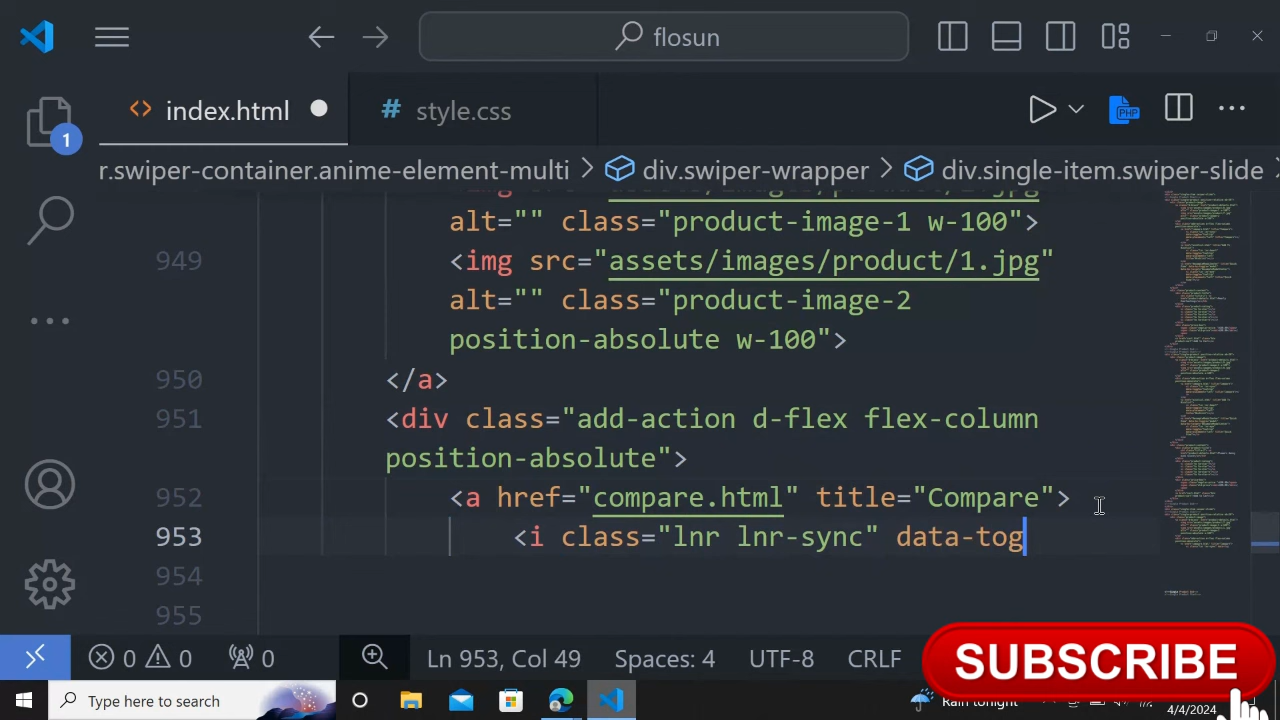 flosun
index.html
style.css
r.swiper-container.anime-element-multi > div.swiper-wrapper > div.single-item.swiper-slide >
alt="" class="product-image-1 w-100">
949 <img src="assets/images/product/1.jpg"
alt="" class="product-image-2
position-absolute w-100">
950 </a>
951 <div class="add-action d-flex flex-column
position-absolute">
952 <a href="compare.html" title="Compare">
953 <i class="lnr lnr-sync" data-tog
954
955
1
0 0 0 Ln 953, Col 49 Spaces: 4 UTF-8 CRLF
SUBSCRIBE
Type here to search
Rain tonight
4/4/2024